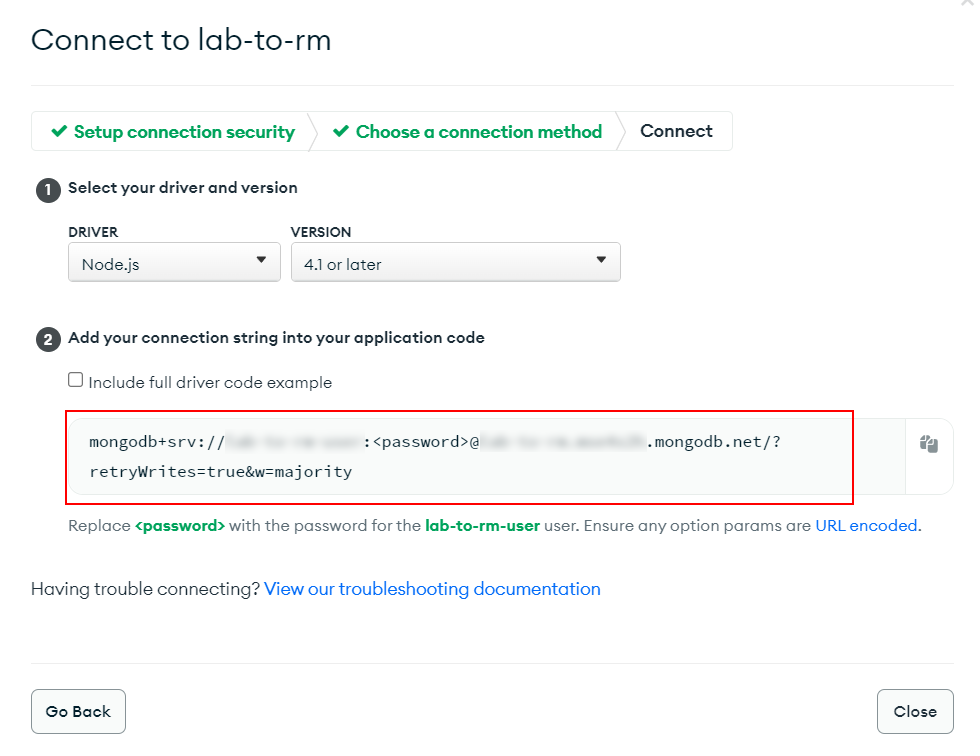 Connect to lab-to-rm
Setup connection security
Choose a connection method
Connect
1 Select your driver and version
DRIVER
VERSION
Node.js
4.1 or later
2 Add your connection string into your application code
Include full driver code example
mongodb+srv:// :<password>@ .mongodb.net/?
retryWrites=true&w=majority
Replace <password> with the password for the lab-to-rm-user user. Ensure any option params are URL encoded.
Having trouble connecting? View our troubleshooting documentation
Go Back
Close